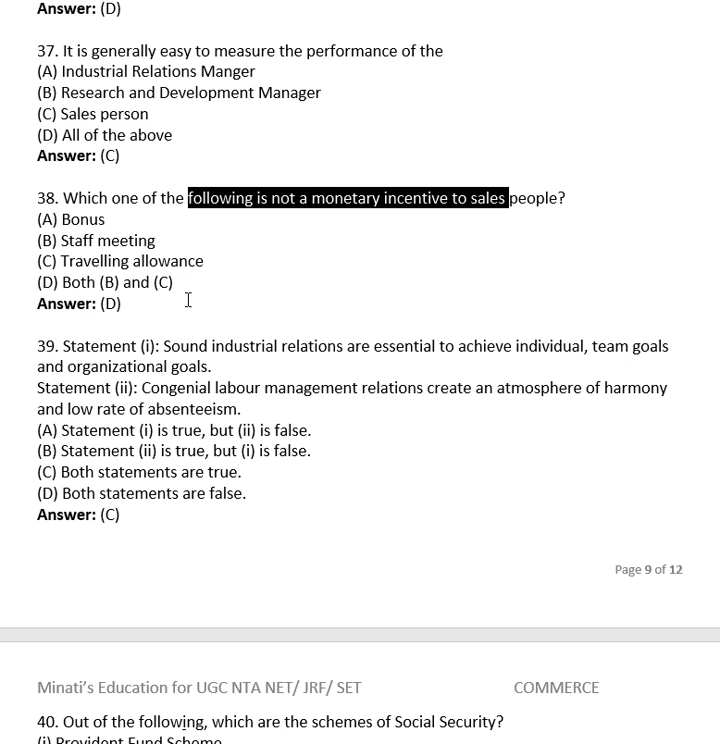 Answer: (D)
37. It is generally easy to measure the performance of the
(A) Industrial Relations Manger
(B) Research and Development Manager
(C) Sales person
(D) All of the above
Answer: (C)
38. Which one of the following is not a monetary incentive to sales people?
(A) Bonus
(B) Staff meeting
(C) Travelling allowance
(D) Both (B) and (C)
Answer: (D)
39. Statement (i): Sound industrial relations are essential to achieve individual, team goals
and organizational goals.
Statement (ii): Congenial labour management relations create an atmosphere of harmony
and low rate of absenteeism.
(A) Statement (i) is true, but (ii) is false.
(B) Statement (ii) is true, but (i) is false.
(C) Both statements are true.
(D) Both statements are false.
Answer: (C)
Page 9 of 12
Minati's Education for UGC NTA NET/ JRF/ SET COMMERCE
40. Out of the following, which are the schemes of Social Security?
(i) Provident Fund Scheme